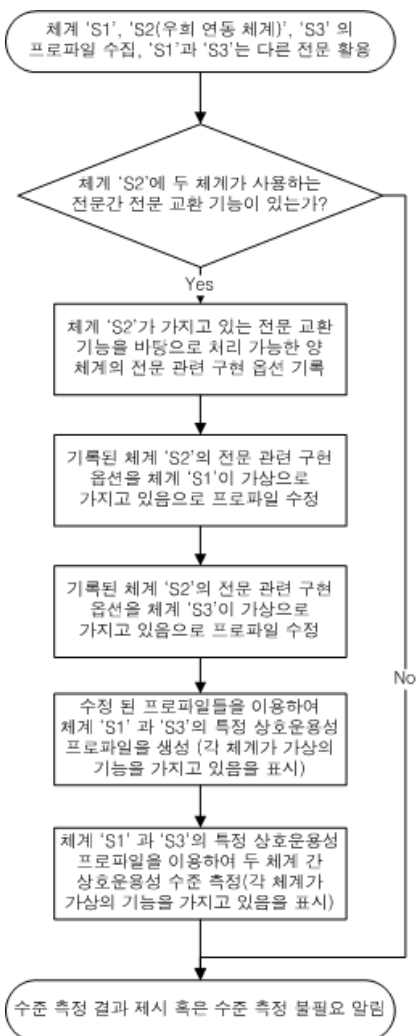 체계 'S1', 'S2(우회 연동 체계)', 'S3' 의
프로파일 수집, 'S1'과 'S3'는 다른 전문 활용
체계 'S2'에 두 체계가 사용하는
전문간 전문 교환 기능이 있는가?
Yes
체계 'S2'가 가지고 있는 전문 교환
기능을 바탕으로 처리 가능한 양
체계의 전문 관련 구현 옵션 기록
기록된 체계 'S2'의 전문 관련 구현
옵션을 체계 'S1'이 가상으로
가지고 있음으로 프로파일 수정
기록된 체계 'S2'의 전문 관련 구현
옵션을 체계 'S3'이 가상으로
가지고 있음으로 프로파일 수정
No
수정 된 프로파일들을 이용하여
체계 'S1' 과 'S3'의 특정 상호운용성
프로파일을 생성 (각 체계가 가상의
기능을 가지고 있음을 표시)
체계 'S1' 과 'S3'의 특정 상호운용성
프로파일을 이용하여 두 체계 간
상호운용성 수준 측정(각 체계가
가상의 기능을 가지고 있음을 표시)
수준 측정 결과 제시 혹은 수준 측정 불필요 알림